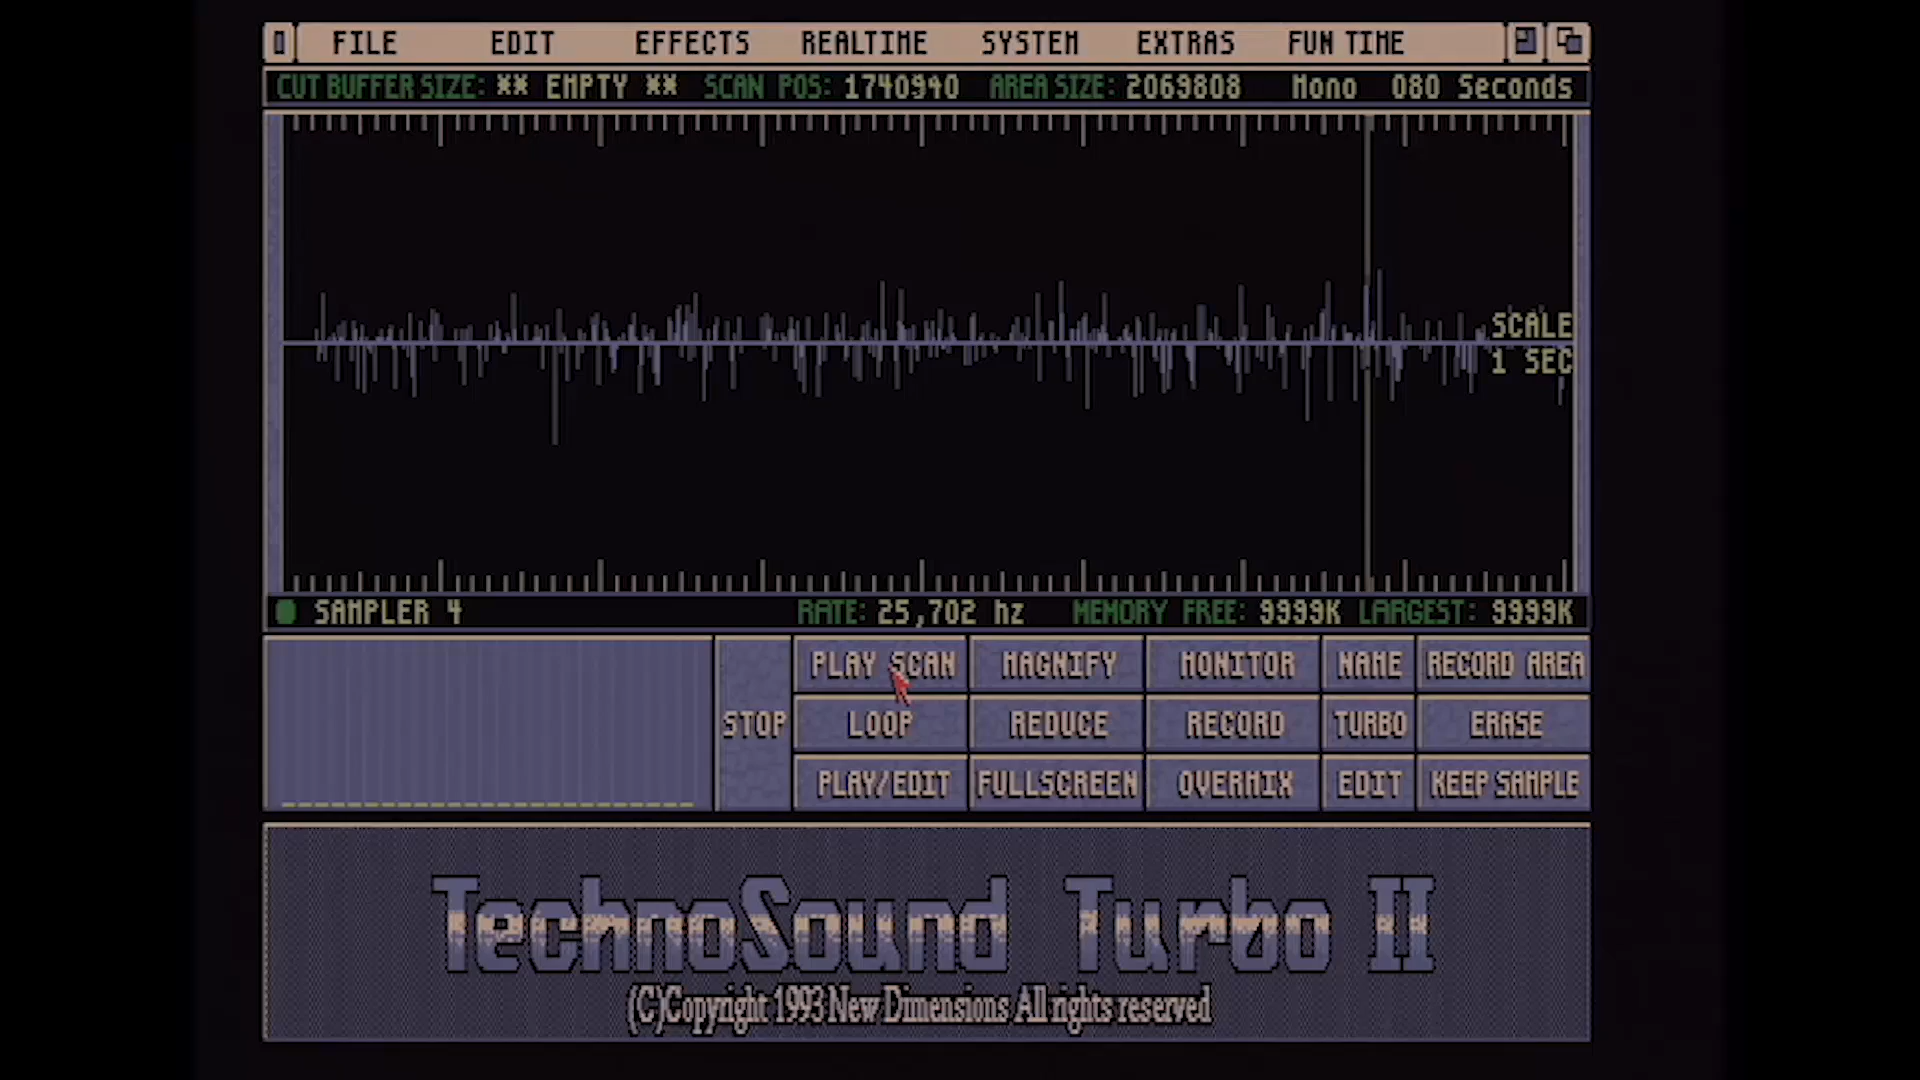 FILE EDIT EFFECTS REALTIME SYSTEM EXTRAS FUN TIME
CUT BUFFER SIZE: ** EMPTY ** SCAN POS: 1740940 AREA SIZE: 2069808 Mono 080 Seconds
SCALE
1 SEC
SAMPLER 4 RATE: 25,702 hz MEMORY FREE: 9999K LARGEST: 9999K
PLAY SCAN MAGNIFY MONITOR NAME RECORD AREA
STOP LOOP REDUCE RECORD TURBO ERASE
PLAY/EDIT FULLSCREEN OVERMIX EDIT KEEP SAMPLE
TechnoSound Turbo II
(C)Copyright 1993 New Dimensions All rights reserved